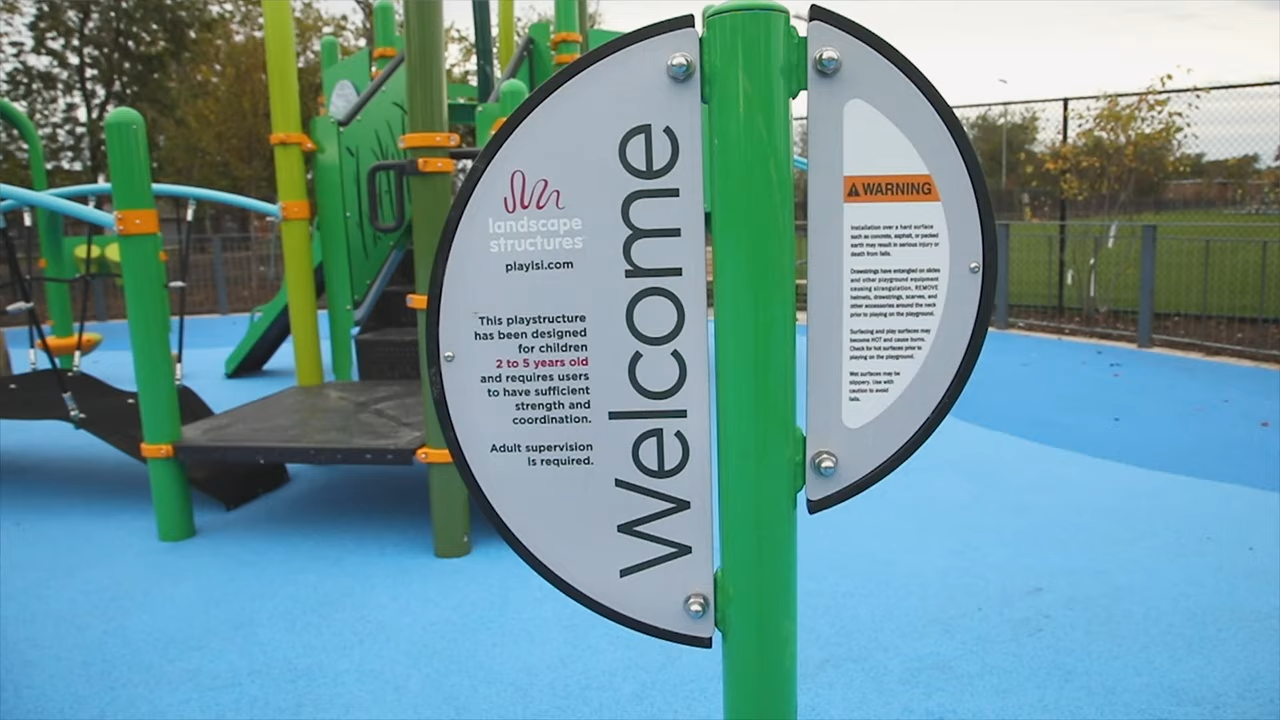 landscape
structures
playlsi.com
This playstructure
has been designed
for children
2 to 5 years old
and requires users
to have sufficient
strength and
coordination.
Adult supervision
is required.
Welcome
WARNING
Installation over a hard surface
such as concrete, asphalt, or packed
earth may result in serious injury or
death from falls.
Drawstrings have entangled on slides
and other playground equipment
causing strangulation, REMOVE
helmets, drawstrings, scarves, and
other accessories around the neck
prior to playing on the playground.
Surfacing and play surfaces may
become HOT and cause burns.
Check for hot surfaces prior to
playing on the playground.
Wet surfaces may be
slippery. Use with
caution to avoid
falls.